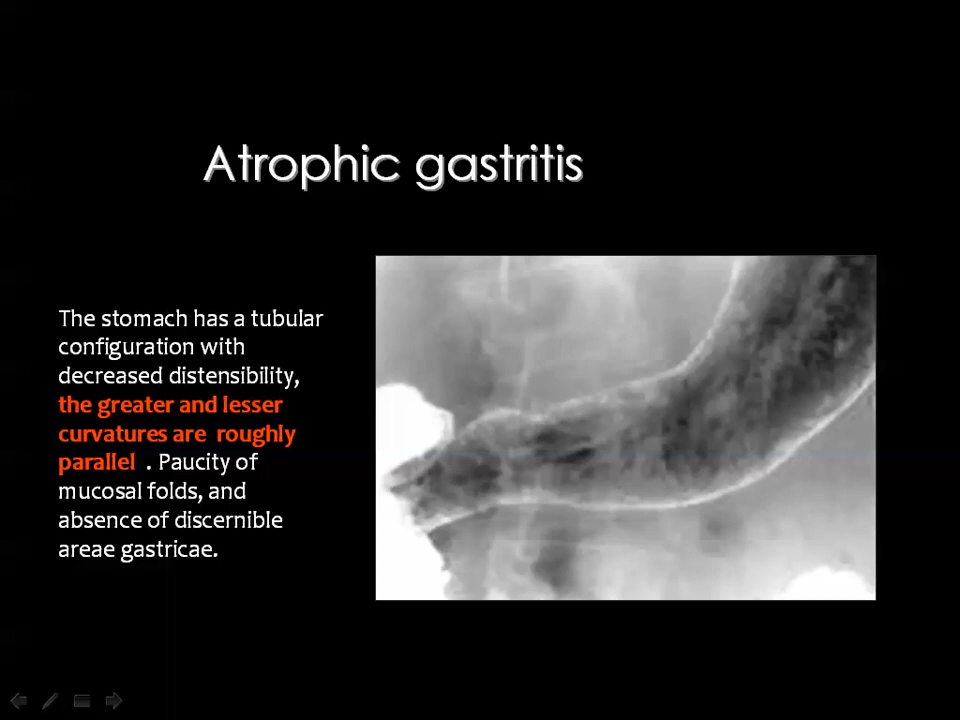 Atrophic gastritis
The stomach has a tubular
configuration with
decreased distensibility,
the greater and lesser
curvatures are roughly
parallel . Paucity of
mucosal folds, and
absence of discernible
areae gastricae.